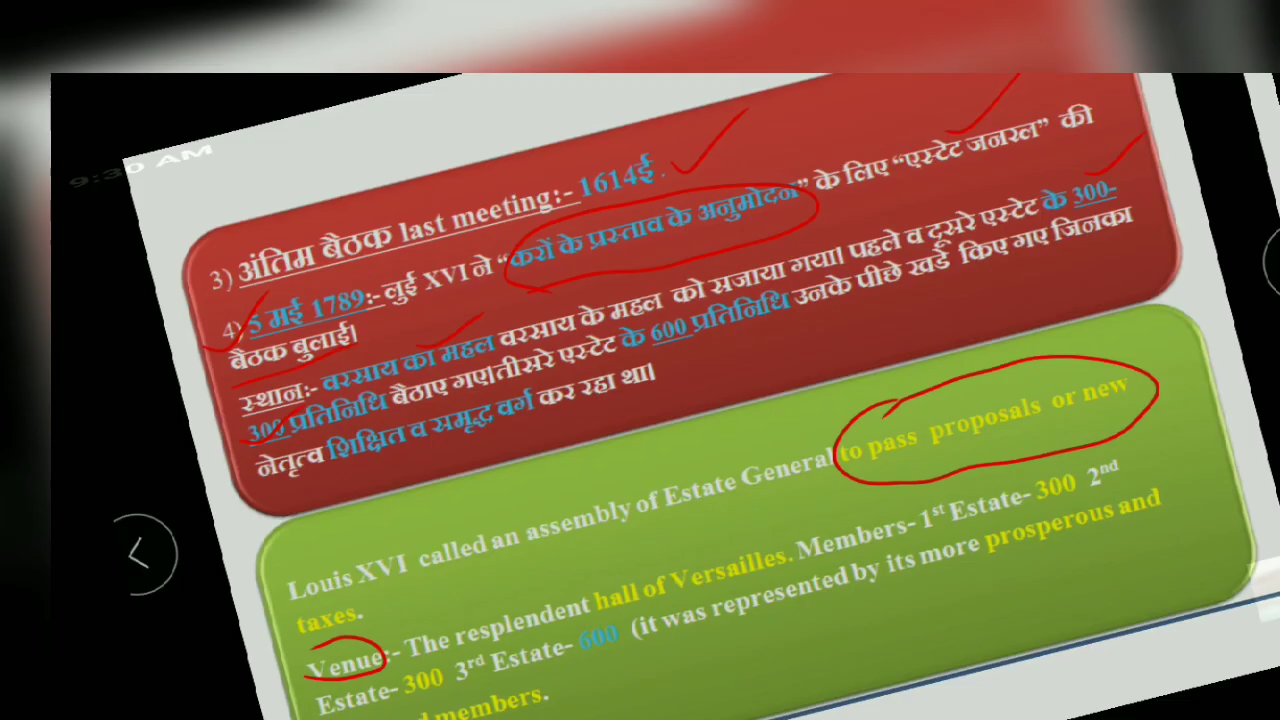 9:30 AM
3) अंतिम बैठक last meeting:- 1614ई.
4) 5 मई 1789:- लुई XVI ने “करों के प्रस्ताव के अनुमोदन” के लिए “एस्टेट जनरल” की
बैठक बुलाई।
स्थान:- वरसाय का महल वरसाय के महल को सजाया गया। पहले व दूसरे एस्टेट के 300-
300 प्रतिनिधि बैठाए गए।तीसरे एस्टेट के 600 प्रतिनिधि उनके पीछे खडे किए गए जिनका
नेतृत्व शिक्षित व समृद्ध वर्ग कर रहा था।
Louis XVI called an assembly of Estate General to pass proposals or new
taxes.
Venue:- The resplendent hall of Versailles. Members- 1st Estate- 300 2nd
Estate- 300 3rd Estate- 600 (it was represented by its more prosperous and
members.